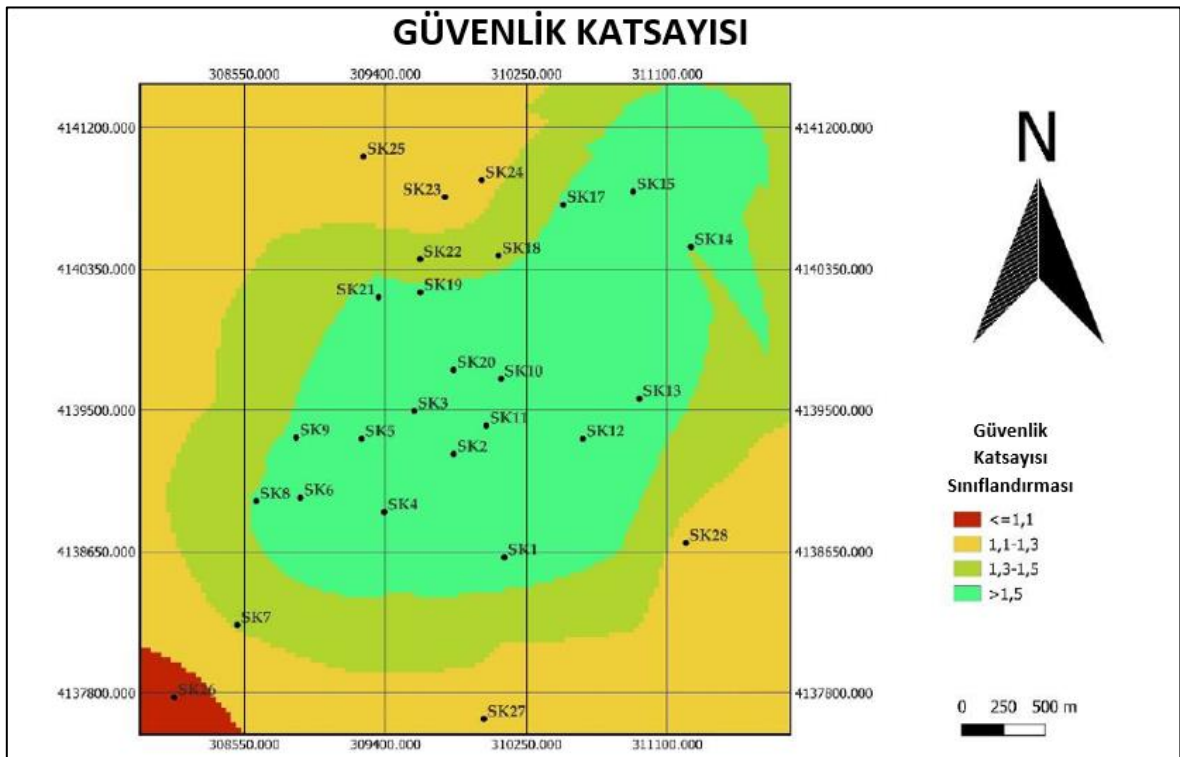 GÜVENLİK KATSAYISI
308550.000
309400.000
310250.000
311100.000
4141200.000
4141200.000
N
SK25
SK24
SK23
SK15
SK17
SK14
SK22
SK18
4140350.000
4140350.000
SK21
SK19
SK20
SK10
SK13
SK3
4139500.000
4139500.000
SK11
SK9
SK5
SK12
SK2
Güvenlik
Katsayısı
Sınıflandırması
SK8
SK6
SK4
<=1,1
SK28
1,1-1,3
4138650.000
4138650.000
SK1
1,3-1,5
>1,5
SK7
4137800.000
4137800.000
SK26
SK27
0 250 500 m
308550.000
309400.000
310250.000
311100.000